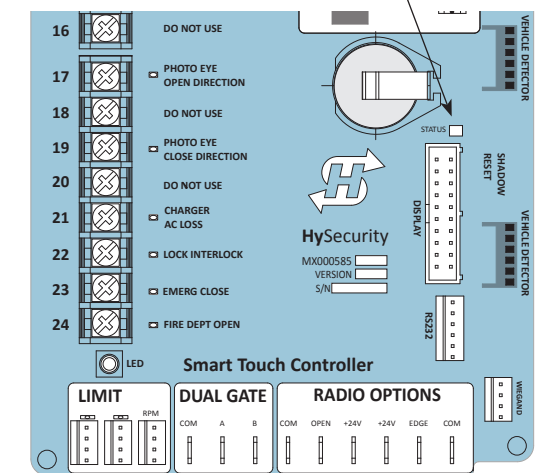 16 DO NOT USE
17 PHOTO EYE
OPEN DIRECTION
18 DO NOT USE
19 PHOTO EYE
CLOSE DIRECTION
20 DO NOT USE
21 CHARGER
AC LOSS
22 LOCK INTERLOCK
23 EMERG CLOSE
24 FIRE DEPT OPEN
LED
VEHICLE DETECTOR
STATUS
SHADOW
RESET
DISPLAY
HySecurity
MX000585
VERSION
S/N
VEHICLE DETECTOR
RS232
Smart Touch Controller
WIEGAND
LIMIT
RPM
DUAL GATE
COM A B
RADIO OPTIONS
COM OPEN +24V +24V EDGE COM